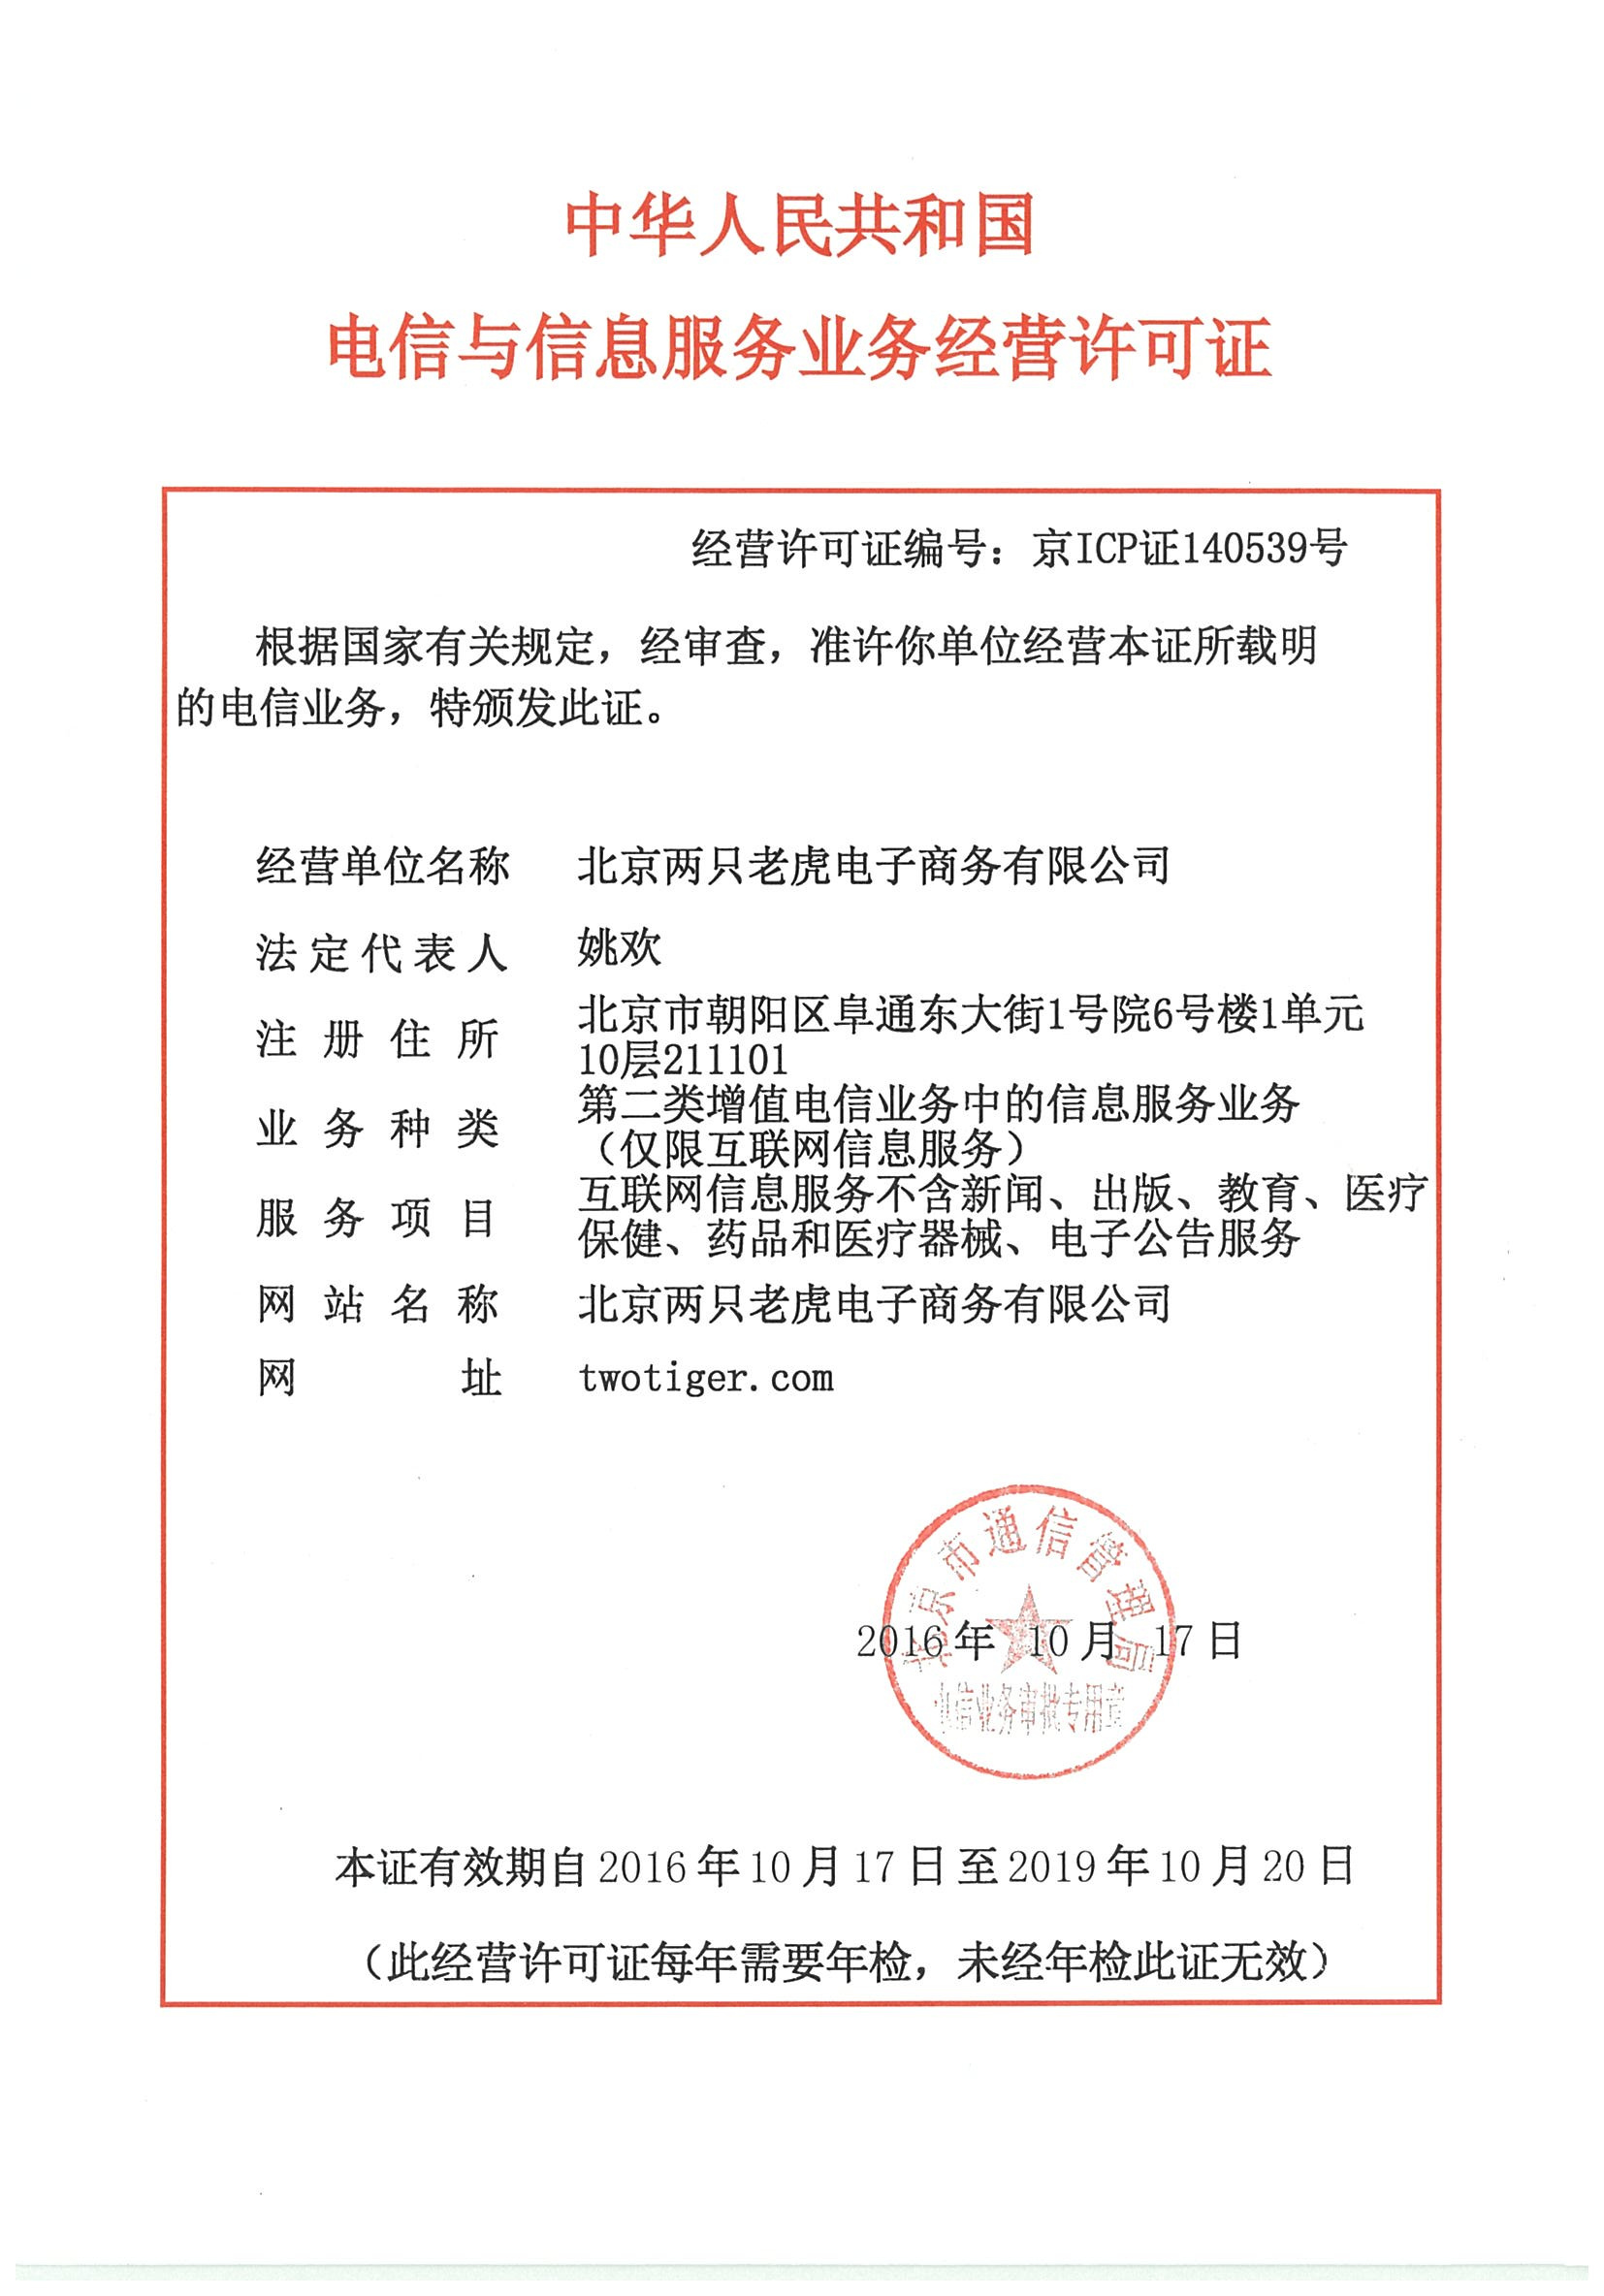 中华人民共和国
电信与信息服务业务经营许可证
经营许可证编号：京ICP证140539号
根据国家有关规定，经审查，准许你单位经营本证所载明
的电信业务，特颁发此证。
经营单位名称 北京两只老虎电子商务有限公司
法定代表人 姚欢
注册住所 北京市朝阳区阜通东大街1号院6号楼1单元
10层211101
业务种类 第二类增值电信业务中的信息服务业务
（仅限互联网信息服务）
服务项目 互联网信息服务不含新闻、出版、教育、医疗
保健、药品和医疗器械、电子公告服务
网站名称 北京两只老虎电子商务有限公司
网址 twotiger.com
北京市通信管理局
2016年 10月 17日
电信业务审批专用章
本证有效期自2016年10月17日至2019年10月20日
（此经营许可证每年需要年检，未经年检此证无效）